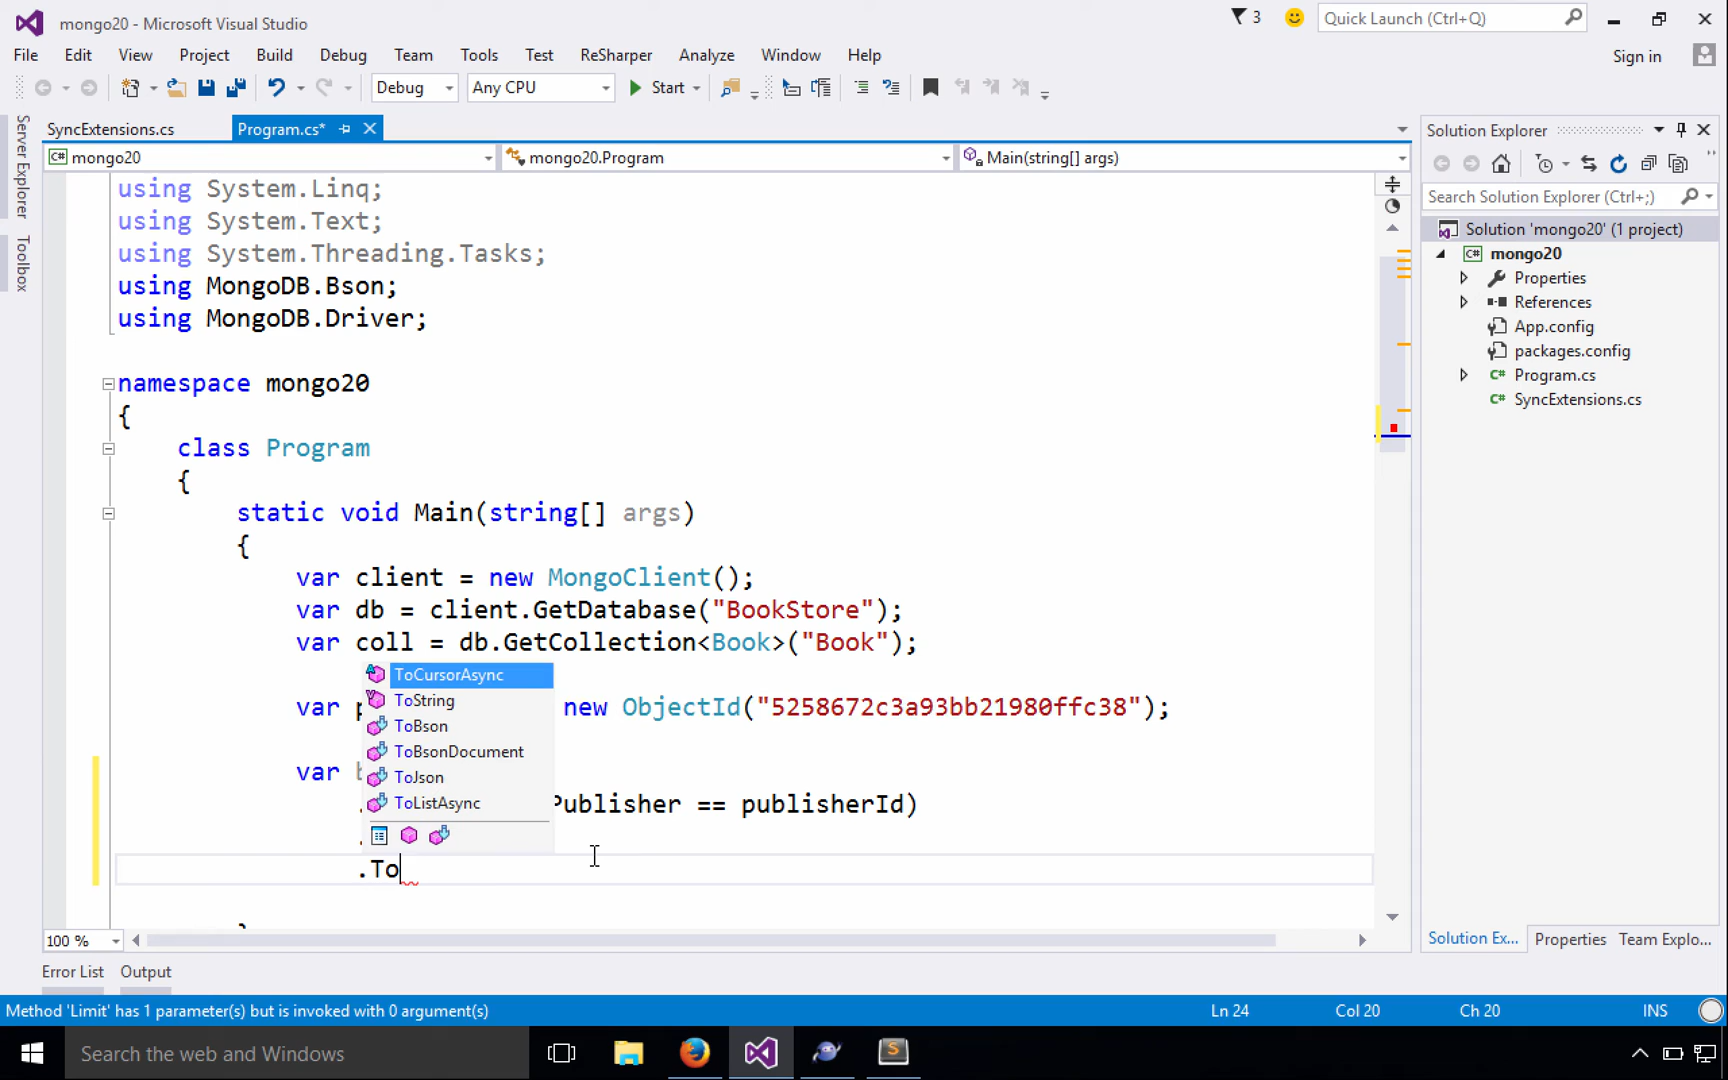 mongo20 - Microsoft Visual Studio
3
Quick Launch (Ctrl+Q)
File Edit View Project Build Debug Team Tools Test ReSharper Analyze Window Help
Sign in
Debug Any CPU Start
Server Explorer
Toolbox
SyncExtensions.cs Program.cs*
mongo20 mongo20.Program Main(string[] args)
using System.Linq;
using System.Text;
using System.Threading.Tasks;
using MongoDB.Bson;
using MongoDB.Driver;
namespace mongo20
{
class Program
{
static void Main(string[] args)
{
var client = new MongoClient();
var db = client.GetDatabase("BookStore");
var coll = db.GetCollection<Book>("Book");
var new ObjectId("5258672c3a93bb21980ffc38");
var
Publisher == publisherId)
.To
ToCursorAsync
ToString
ToBson
ToBsonDocument
ToJson
ToListAsync
100 %
Solution Explorer
Search Solution Explorer (Ctrl+;)
Solution 'mongo20' (1 project)
mongo20
Properties
References
App.config
packages.config
Program.cs
SyncExtensions.cs
Solution Ex... Properties Team Explo...
Error List Output
Method 'Limit' has 1 parameter(s) but is invoked with 0 argument(s) Ln 24 Col 20 Ch 20 INS
Search the web and Windows